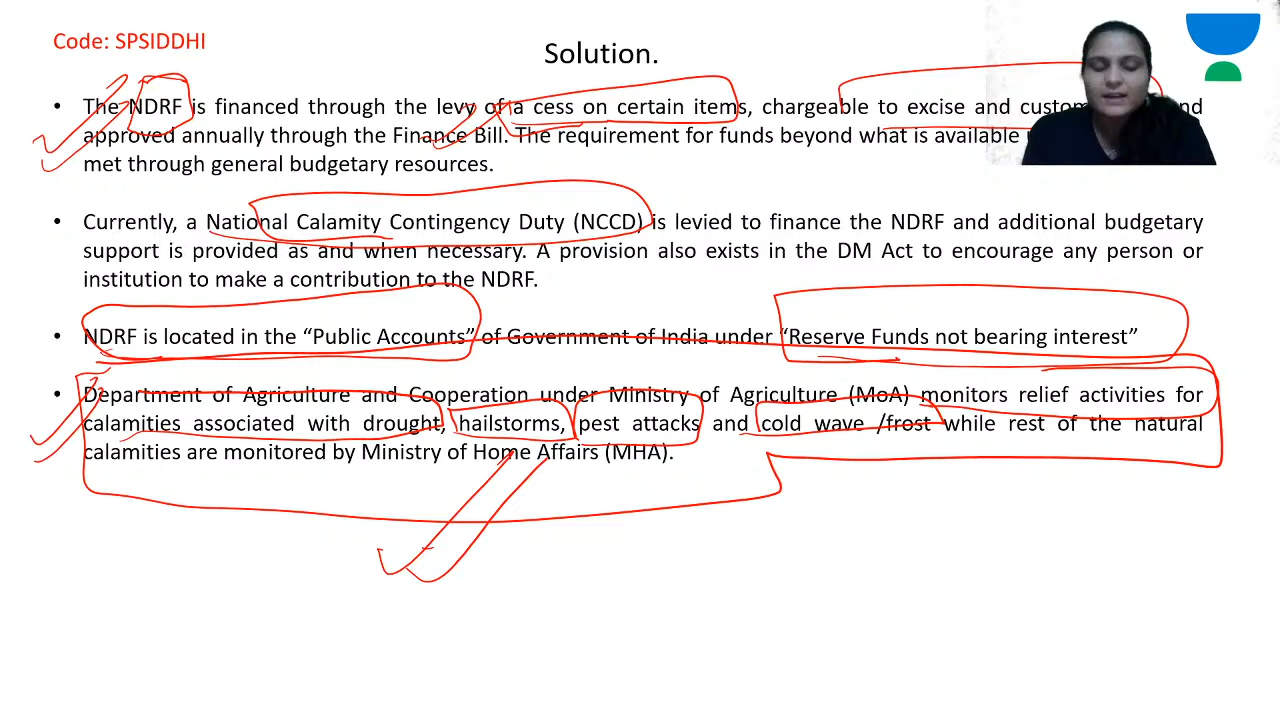 Code: SPSIDDHI
Solution.
• The NDRF is financed through the levy of a cess on certain items, chargeable to excise and custom and
approved annually through the Finance Bill. The requirement for funds beyond what is available
met through general budgetary resources.
• Currently, a National Calamity Contingency Duty (NCCD) is levied to finance the NDRF and additional budgetary
support is provided as and when necessary. A provision also exists in the DM Act to encourage any person or
institution to make a contribution to the NDRF.
• NDRF is located in the “Public Accounts” of Government of India under “Reserve Funds not bearing interest”
• Department of Agriculture and Cooperation under Ministry of Agriculture (MoA) monitors relief activities for
calamities associated with drought, hailstorms, pest attacks and cold wave /frost while rest of the natural
calamities are monitored by Ministry of Home Affairs (MHA).